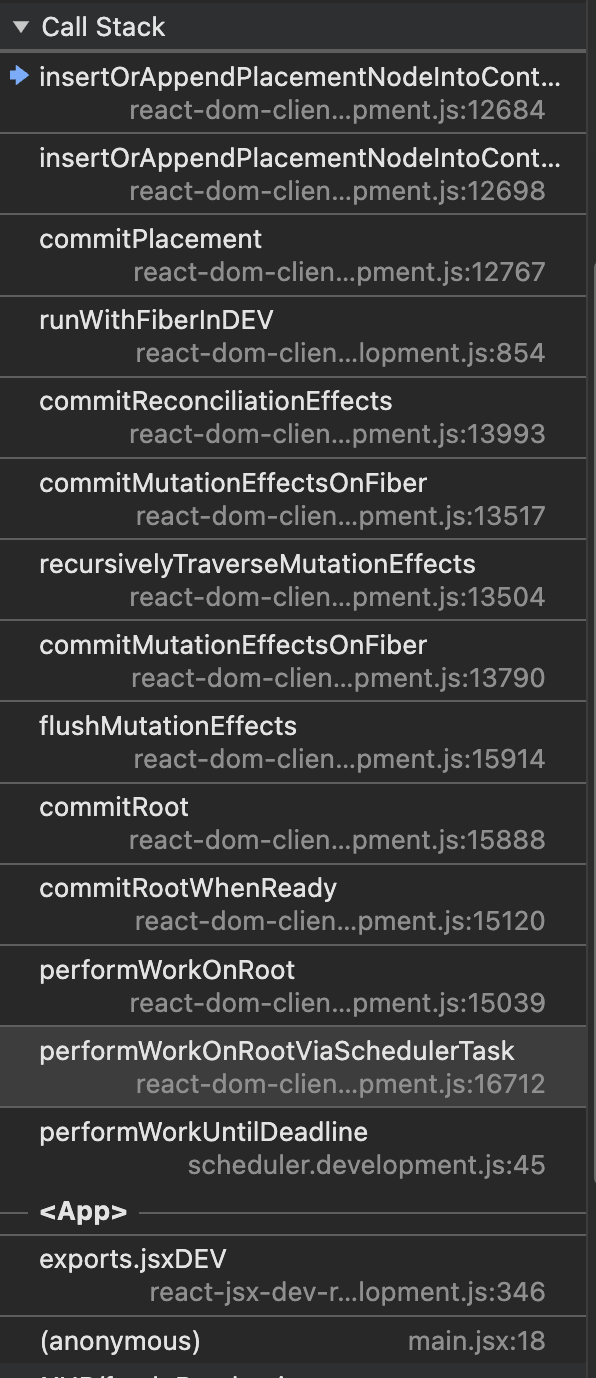 Call Stack
insertOrAppendPlacementNodeIntoCont...
react-dom-clien...pment.js:12684
insertOrAppendPlacementNodeIntoCont...
react-dom-clien...pment.js:12698
commitPlacement
react-dom-clien...pment.js:12767
runWithFiberInDEV
react-dom-clien...lopment.js:854
commitReconciliationEffects
react-dom-clien...pment.js:13993
commitMutationEffectsOnFiber
react-dom-clien...pment.js:13517
recursivelyTraverseMutationEffects
react-dom-clien...pment.js:13504
commitMutationEffectsOnFiber
react-dom-clien...pment.js:13790
flushMutationEffects
react-dom-clien...pment.js:15914
commitRoot
react-dom-clien...pment.js:15888
commitRootWhenReady
react-dom-clien...pment.js:15120
performWorkOnRoot
react-dom-clien...pment.js:15039
performWorkOnRootViaSchedulerTask
react-dom-clien...pment.js:16712
performWorkUntilDeadline
scheduler.development.js:45
<App>
exports.jsxDEV
react-jsx-dev-r...lopment.js:346
(anonymous) main.jsx:18